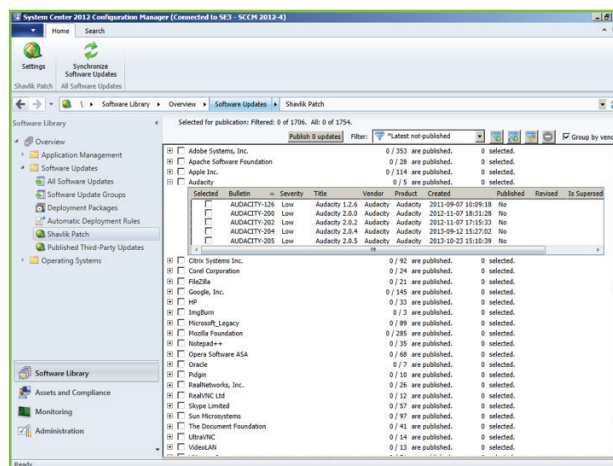 System Center 2012 Configuration Manager (Connected to SE3 - SCCM 2012-4)
Home Search
Settings
Synchronize Software Updates
Shavlik Patch All Software Updates
\ Software Library Overview Software Updates Shavlik Patch
Software Library
Overview
Application Management
Software Updates
All Software Updates
Software Update Groups
Deployment Packages
Automatic Deployment Rules
Shavlik Patch
Published Third-Party Updates
Operating Systems
Software Library
Assets and Compliance
Monitoring
Administration
Selected for publication: Filtered: 0 of 1706. All: 0 of 1754.
Publish 0 updates Filter: *Latest not-published Group by vend
Adobe Systems, Inc. 0 / 353 are published. 0 selected.
Apache Software Foundation 0 / 28 are published. 0 selected.
Apple Inc. 0 / 114 are published. 0 selected.
Audacity 0 / 5 are published. 0 selected.
Selected Bulletin Severity Title Vendor Product Created Published Revised Is Supersed
AUDACITY-126 Low Audacity 1.2.6 Audacity Audacity 2011-09-07 10:09:18 No
AUDACITY-200 Low Audacity 2.0.0 Audacity Audacity 2012-11-07 18:31:28 No
AUDACITY-202 Low Audacity 2.0.2 Audacity Audacity 2012-11-07 17:15:33 No
AUDACITY-204 Low Audacity 2.0.4 Audacity Audacity 2013-09-12 15:27:02 No
AUDACITY-205 Low Audacity 2.0.5 Audacity Audacity 2013-10-23 15:10:39 No
Citrix Systems Inc. 0 / 92 are published. 0 selected.
Corel Corporation 0 / 24 are published. 0 selected.
FileZilla 0 / 21 are published. 0 selected.
Google, Inc. 0 / 145 are published. 0 selected.
HP 0 / 33 are published. 0 selected.
ImgBurn 0 / 3 are published. 0 selected.
Microsoft_Legacy 0 / 89 are published. 0 selected.
Mozilla Foundation 0 / 285 are published. 0 selected.
Notepad++ 0 / 35 are published. 0 selected.
Opera Software ASA 0 / 68 are published. 0 selected.
Oracle 0 / 7 are published. 0 selected.
Pidgin 0 / 10 are published. 0 selected.
RealNetworks, Inc. 0 / 26 are published. 0 selected.
RealVNC Ltd 0 / 12 are published. 0 selected.
Skype Limited 0 / 57 are published. 0 selected.
Sun Microsystems 0 / 97 are published. 0 selected.
The Document Foundation 0 / 41 are published. 0 selected.
UltraVNC 0 / 14 are published. 0 selected.
VideoLAN 0 / 13 are published. 0 selected.
Ready